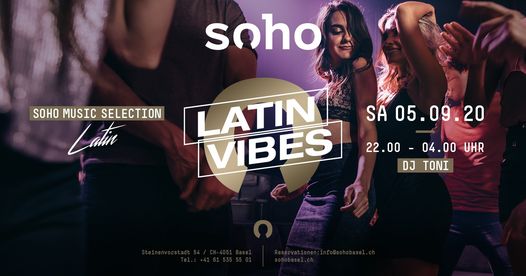 soho
SOHO MUSIC SELECTION
Latin
LATIN
VIBES
SA 05.09.20
22.00 - 04.00 UHR
DJ TONI
Steinenvorstadt 54 / CH-4051 Basel
Tel.: +41 61 535 55 01
Reservationen:info@sohobasel.ch
sohobasel.ch